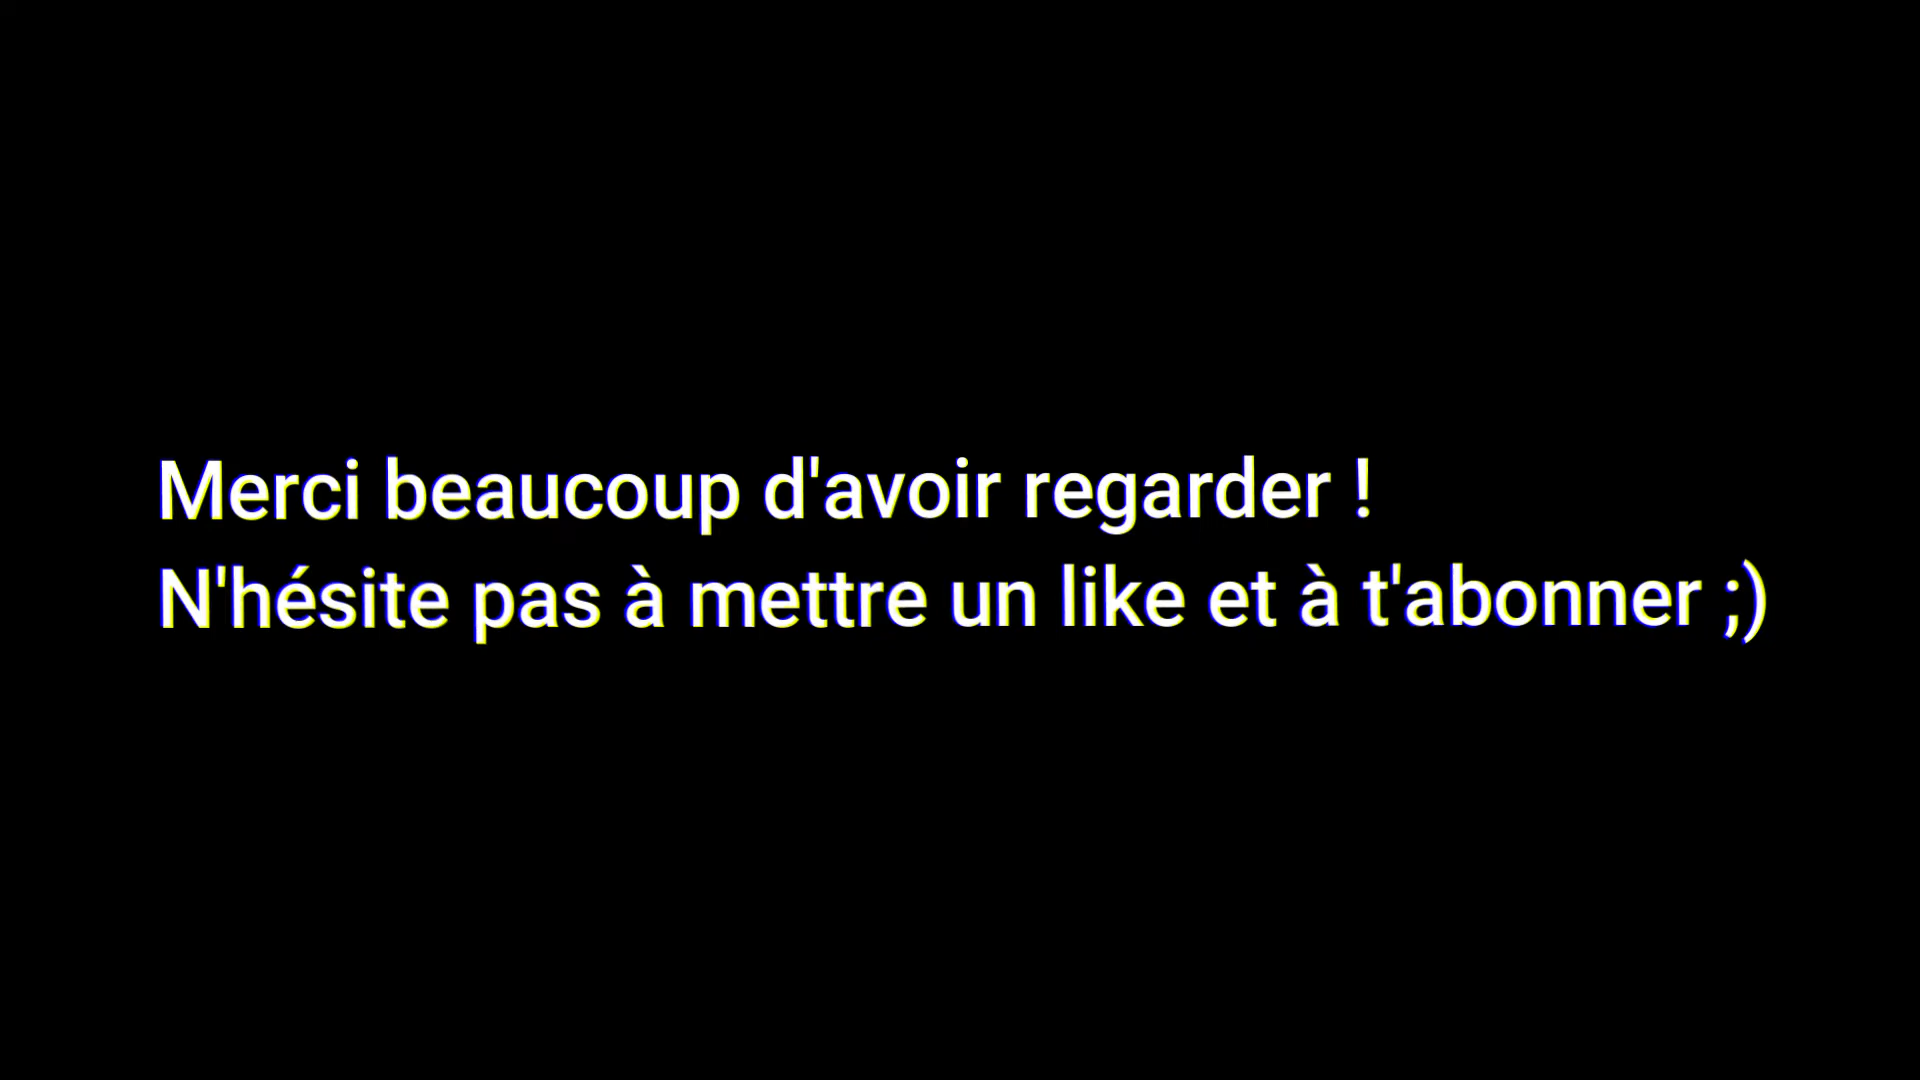 Merci beaucoup d'avoir regarder !
N'hésite pas à mettre un like et à t'abonner ;)